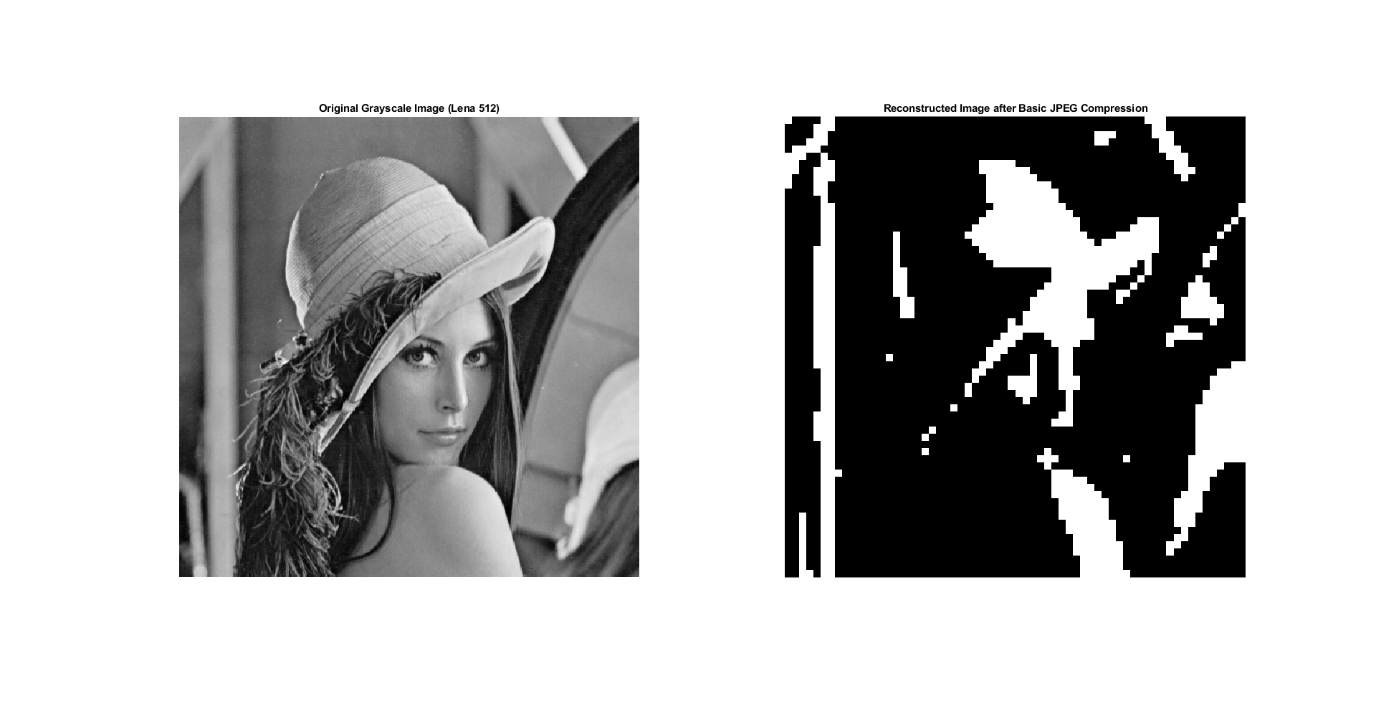 Original Grayscale Image (Lena 512)
Reconstructed Image after Basic JPEG Compression